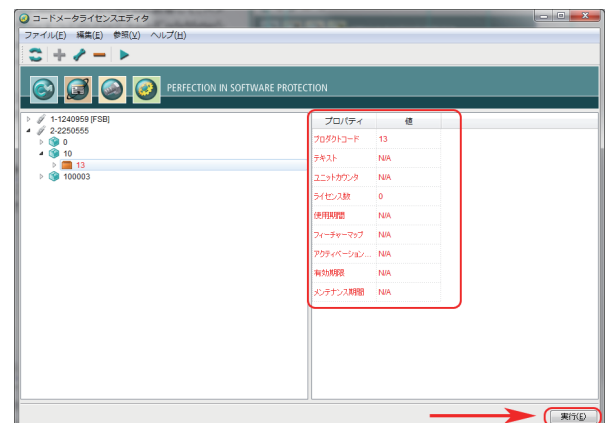 コードメータライセンスエディタ
ファイル(F) 編集(E) 参照(V) ヘルプ(H)
PERFECTION IN SOFTWARE PROTECTION
1-1240959 [FSB]
2-2250555
0
10
13
100003
プロパティ 値
プロダクトコード 13
テキスト N/A
ユニットカウンタ N/A
ライセンス数 0
使用期間 N/A
フィーチャーマップ N/A
アクティベーション... N/A
有効期限 N/A
メンテナンス期間 N/A
実行(E)